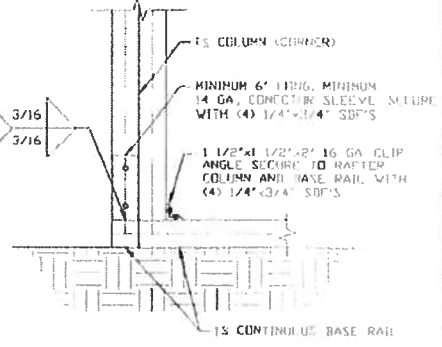 TS COLUMN (CORNER)
MINIMUM 6" LONG, MINIMUM
14 GA, CONECTOR SLEEVE SECURE
WITH (4) 1/4"x3/4" SDF'S
3/16
3/16
1 1/2"x1 1/2"x2" 16 GA CLIP
ANGLE SECURE TO RAFTER
COLUMN AND BASE RAIL WITH
(4) 1/4"x3/4" SDF'S
TS CONTINUUS BASE RAIL